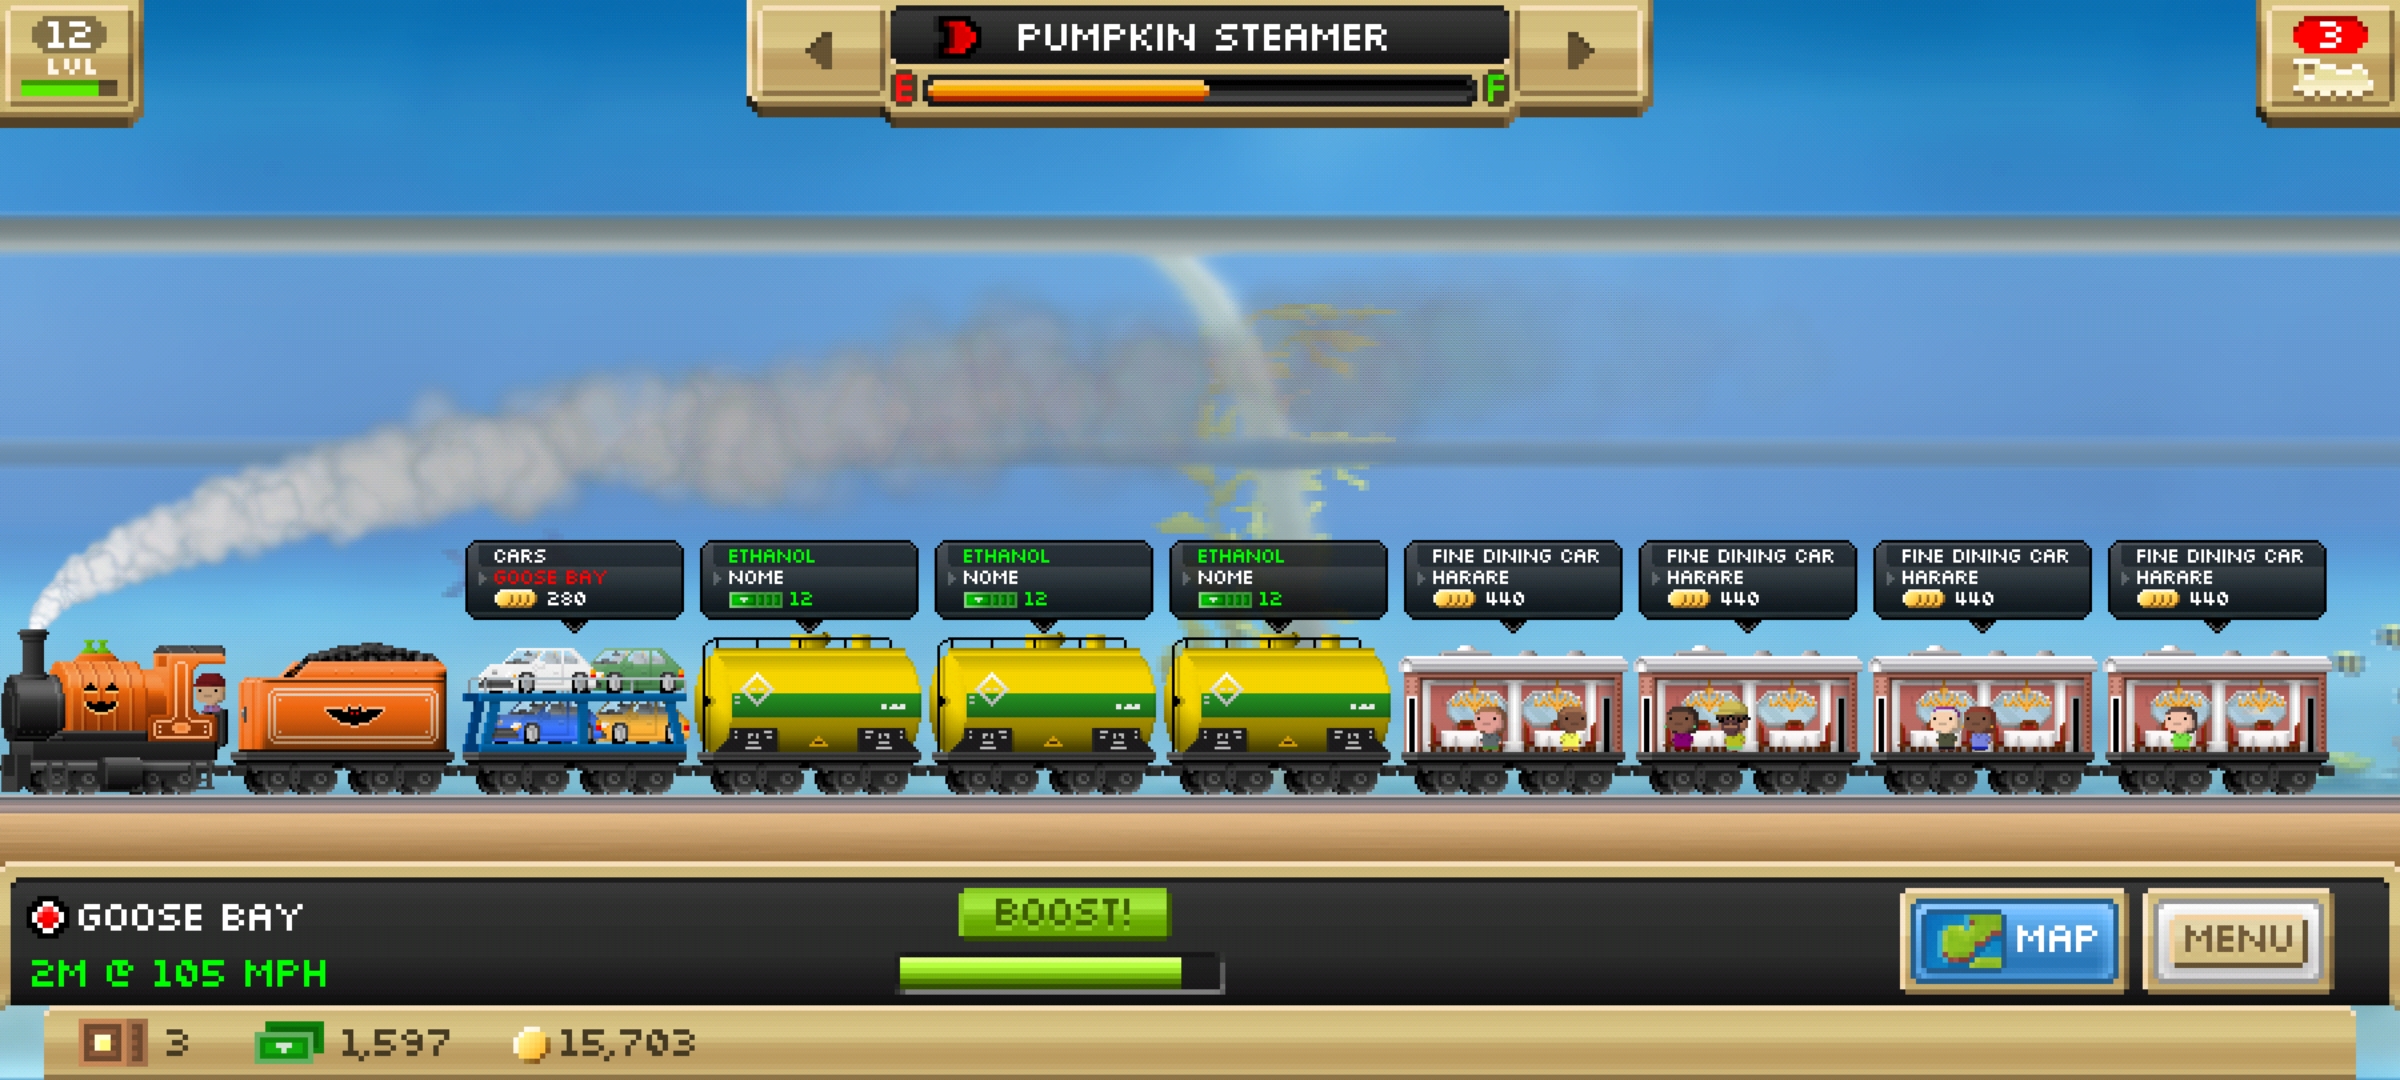 12
LVL
PUMPKIN STEAMER
E
F
3
CARS
GOOSE BAY
280
ETHANOL
NOME
12
ETHANOL
NOME
12
ETHANOL
NOME
12
FINE DINING CAR
HARARE
440
FINE DINING CAR
HARARE
440
FINE DINING CAR
HARARE
440
FINE DINING CAR
HARARE
440
GOOSE BAY
2M @ 105 MPH
BOOST!
MAP
MENU
3
1,597
15,703